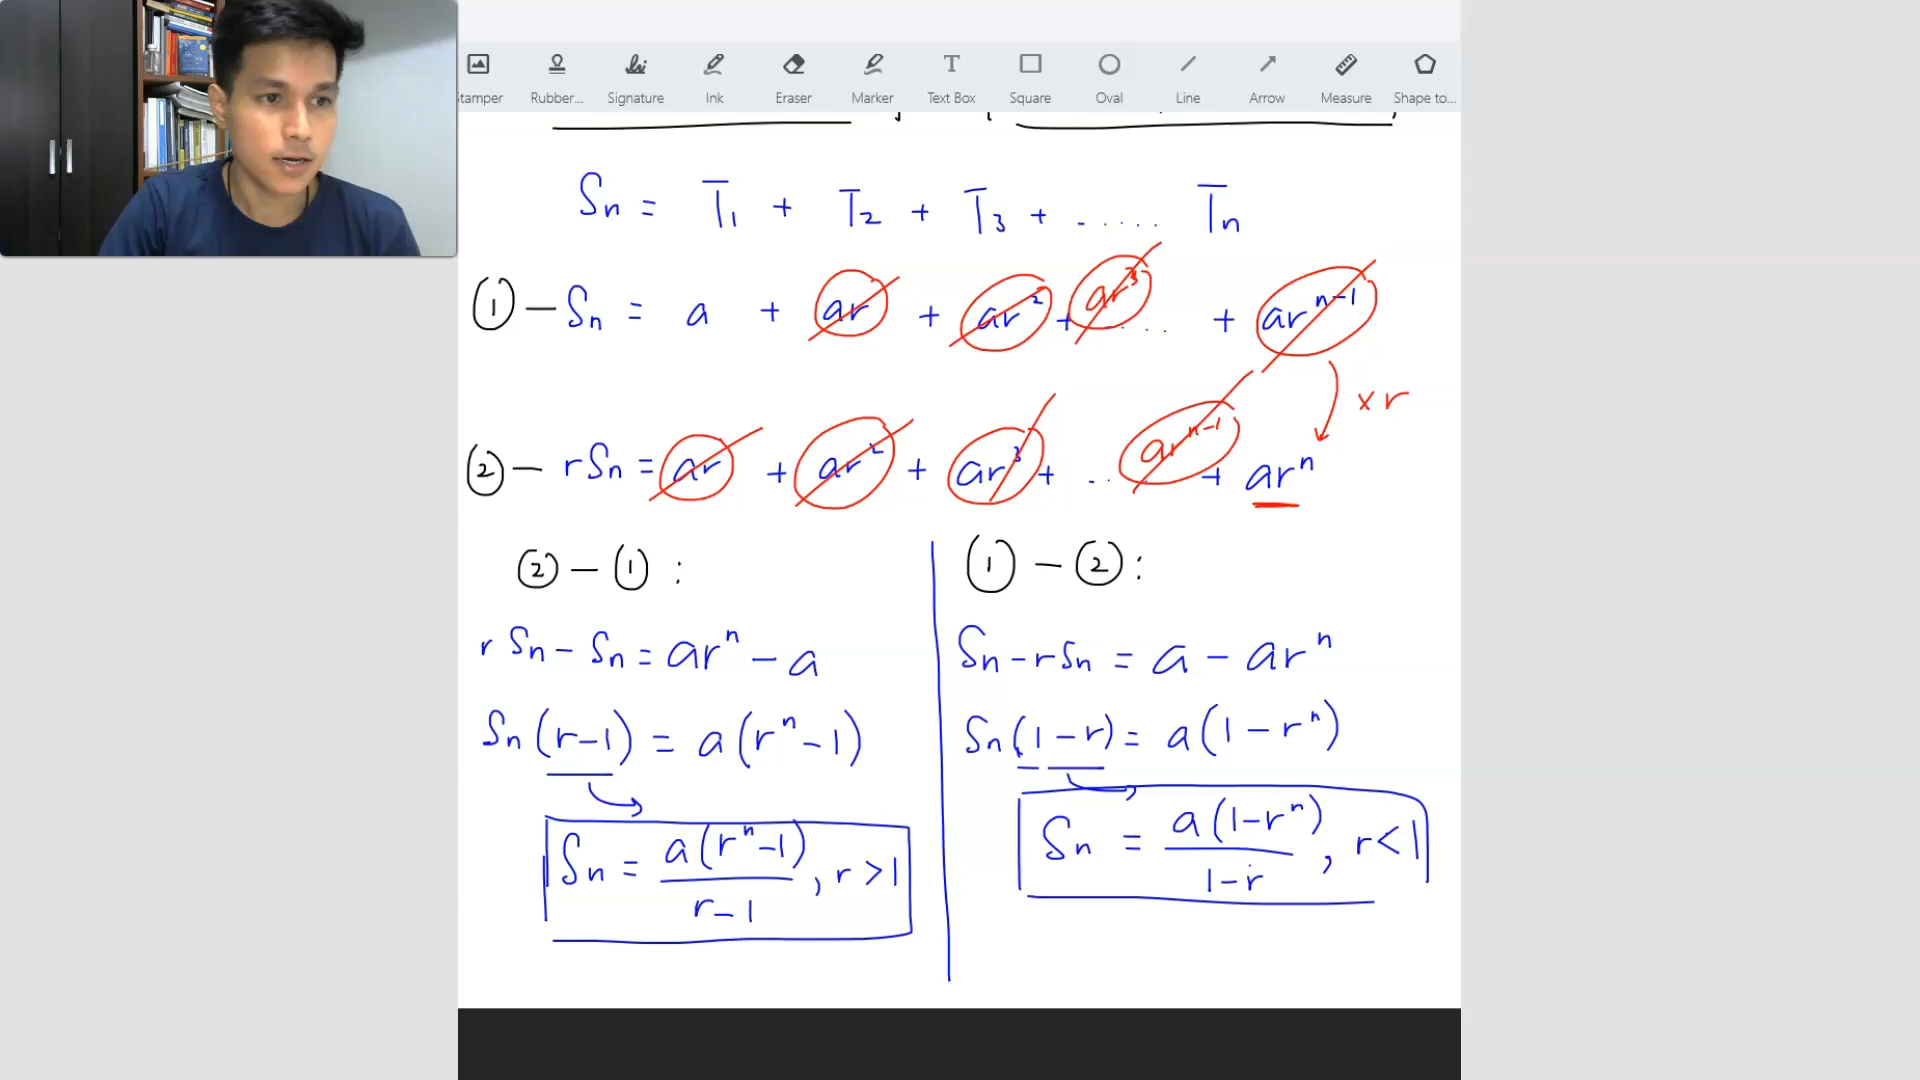 Stamper Rubber... Signature Ink Eraser Marker Text Box Square Oval Line Arrow Measure Shape to...
Sn = T1 + T2 + T3 + ...... Tn
① — Sn = a + ar + ar² + ar³ .... + arⁿ⁻¹
× r
② — rSn = ar + ar² + ar³ + .. arⁿ⁻¹ + arⁿ
② — ① :
rSn – Sn = arⁿ – a
Sn(r–1) = a(rⁿ–1)
Sn = a(rⁿ–1)/r–1 , r>1
① — ② :
Sn – rSn = a – arⁿ
Sn(1–r) = a(1–rⁿ)
Sn = a(1–rⁿ)/1–r , r<1